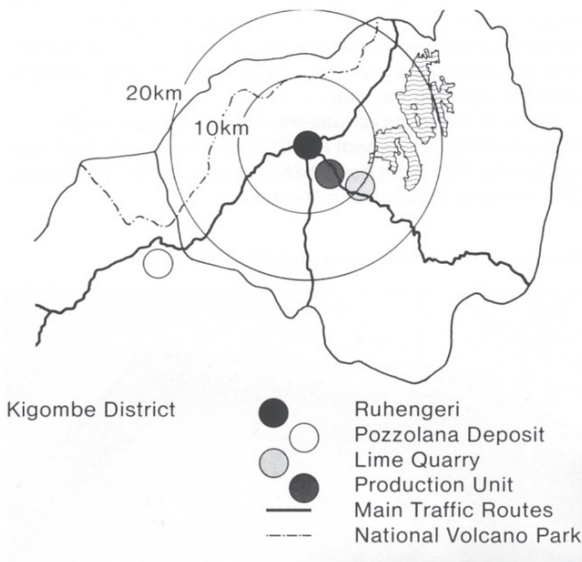 20km
10km
Kigombe District
Ruhengeri
Pozzolana Deposit
Lime Quarry
Production Unit
Main Traffic Routes
National Volcano Park